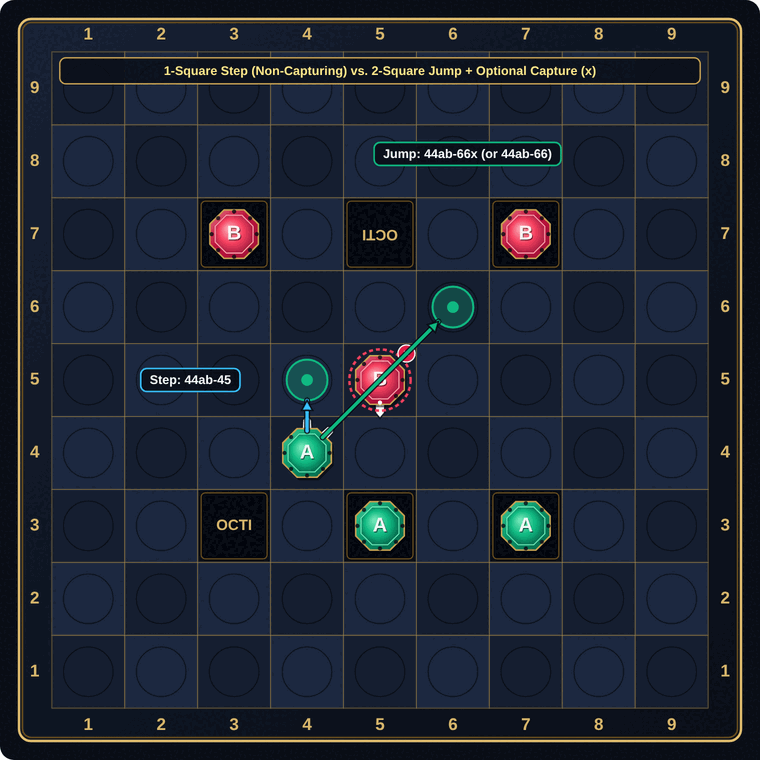 1 2 3 4 5 6 7 8 9
1-Square Step (Non-Capturing) vs. 2-Square Jump + Optional Capture (x)
9 9
8 Jump: 44ab-66x (or 44ab-66) 8
7 B OCTI B 7
6 6
5 Step: 44ab-45 B 5
4 A 4
3 OCTI A A 3
2 2
1 1
1 2 3 4 5 6 7 8 9